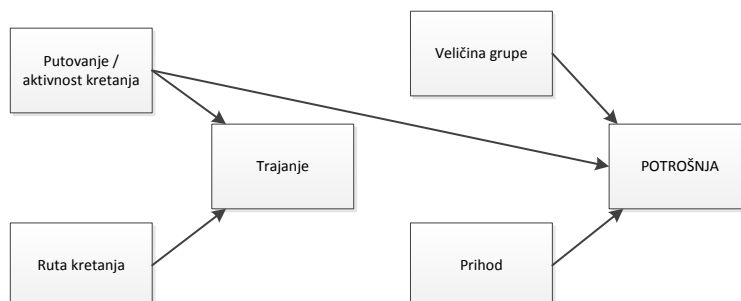 Putovanje /
aktivnost kretanja
Veličina grupe
Trajanje
POTROŠNJA
Ruta kretanja
Prihod